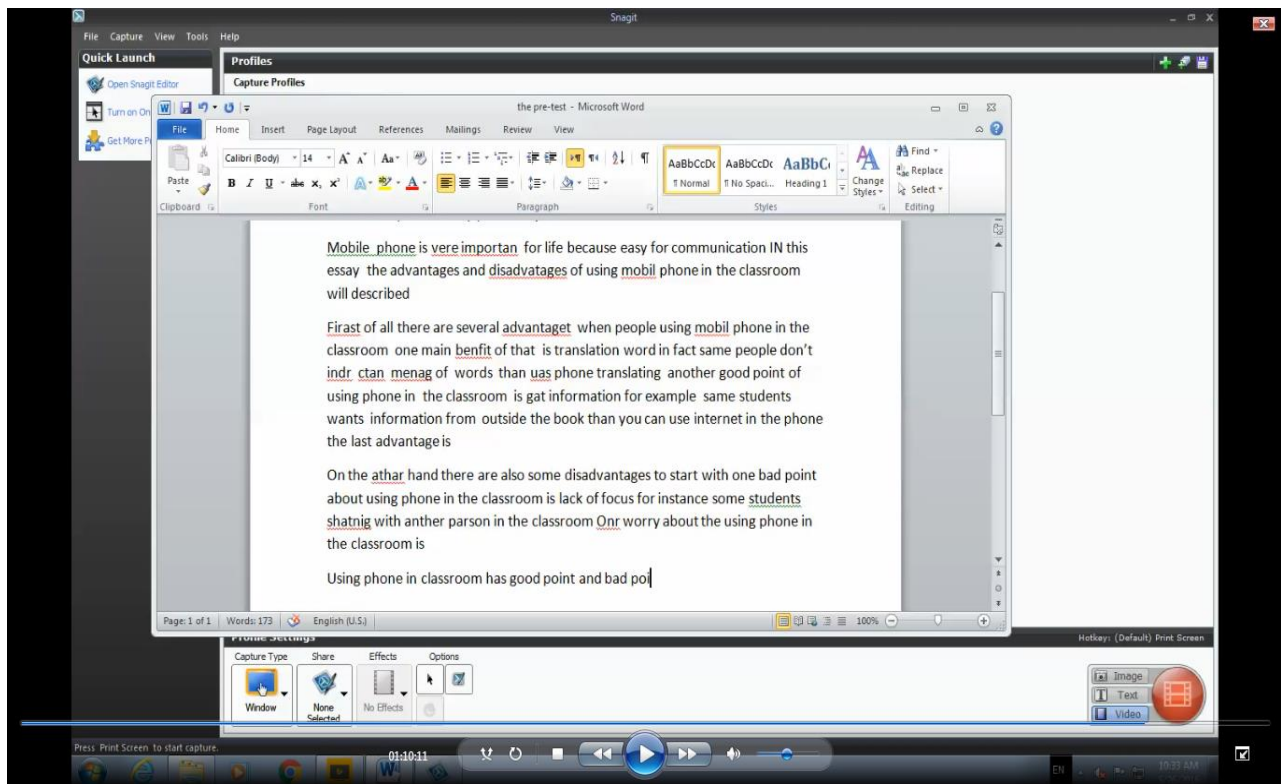 Snagit
File Capture View Tools Help
Quick Launch
Profiles
Open Snagit Editor
Capture Profiles
Turn on On
Get More P
the pre-test - Microsoft Word
File Home Insert Page Layout References Mailings Review View
Calibri (Body) 14
Paste
AaBbCcDc AaBbCcDc AaBbC
¶ Normal ¶ No Spaci... Heading 1
Change Styles
Find
Replace
Select
Clipboard Font Paragraph Styles Editing
Mobile phone is vere importan for life because easy for communication IN this
essay the advantages and disadvatages of using mobil phone in the classroom
will described
Firast of all there are several advantaget when people using mobil phone in the
classroom one main benfit of that is translation word in fact same people don't
indr ctan menag of words than uas phone translating another good point of
using phone in the classroom is gat information for example same students
wants information from outside the book than you can use internet in the phone
the last advantage is
On the athar hand there are also some disadvantages to start with one bad point
about using phone in the classroom is lack of focus for instance some students
shatnig with anther parson in the classroom Onr worry about the using phone in
the classroom is
Using phone in classroom has good point and bad poi
Page: 1 of 1 Words: 173 English (U.S.) 100%
Profile Settings
Hotkey: (Default) Print Screen
Capture Type Share Effects Options
Window
None Selected
No Effects
Image
Text
Video
Press Print Screen to start capture.
01:10:11
EN
10:33 AM